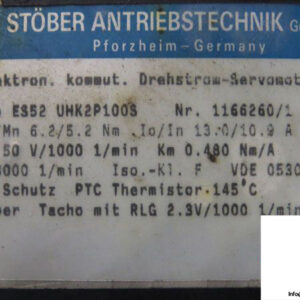 STÖBER ANTRIEBSTECHNIK G
Pforzheim-Germany
ktron. kommut. Drehstrom-Servomot
ES52 UHK2P100S Nr. 1166260/1
/Mn 6.2/5.2 Nm Io/In 13.0/10.9 A
50 V/1000 1/min Km 0.480 Nm/A
000 1/min Iso.-Kl. F VDE 0530
Schutz PTC Thermistor 145°C
er Tacho mit RLG 2.3V/1000 1/min